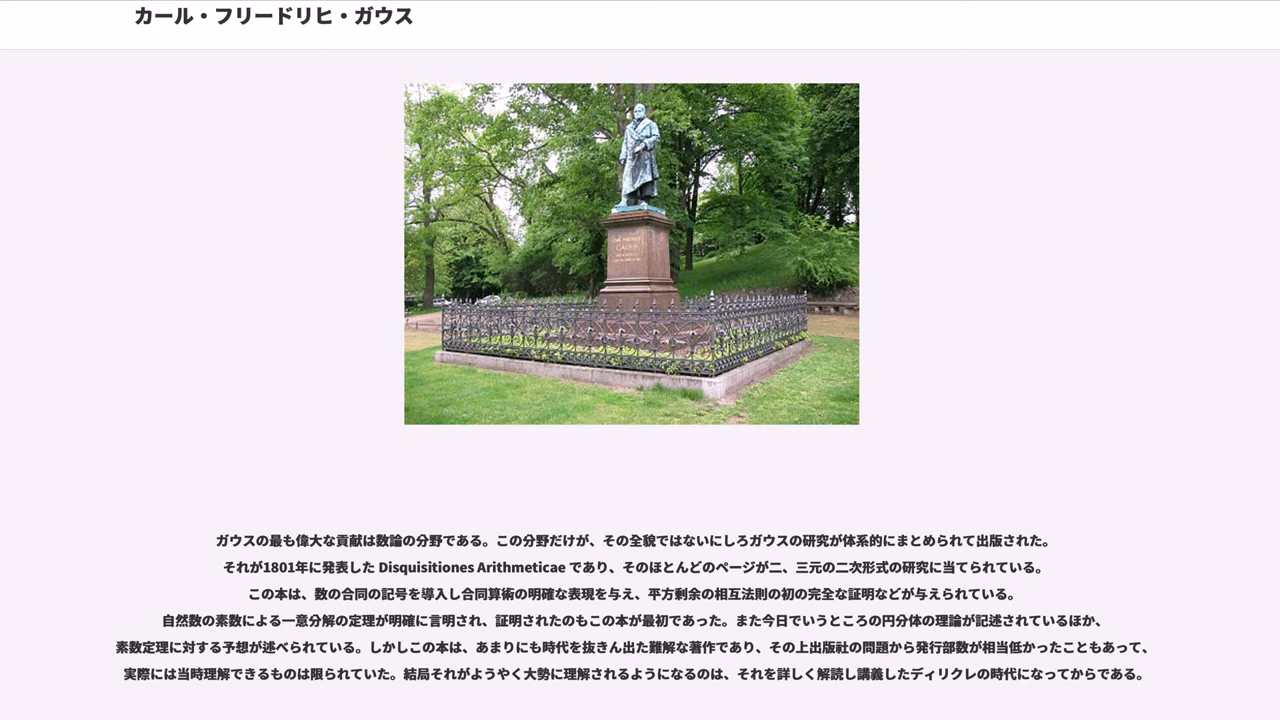 カール・フリードリヒ・ガウス
GAUSS
ガウスの最も偉大な貢献は数論の分野である。この分野だけが、その全貌ではないにしろガウスの研究が体系的にまとめられて出版された。
それが1801年に発表した Disquisitiones Arithmeticae であり、そのほとんどのページが二、三元の二次形式の研究に当てられている。
この本は、数の合同の記号を導入し合同算術の明確な表現を与え、平方剰余の相互法則の初の完全な証明などが与えられている。
自然数の素数による一意分解の定理が明確に言明され、証明されたのもこの本が最初であった。また今日でいうところの円分体の理論が記述されているほか、
素数定理に対する予想が述べられている。しかしこの本は、あまりにも時代を抜きん出た難解な著作であり、その上出版社の問題から発行部数が相当低かったこともあって、
実際には当時理解できるものは限られていた。結局それがようやく大勢に理解されるようになるのは、それを詳しく解読し講義したディリクレの時代になってからである。